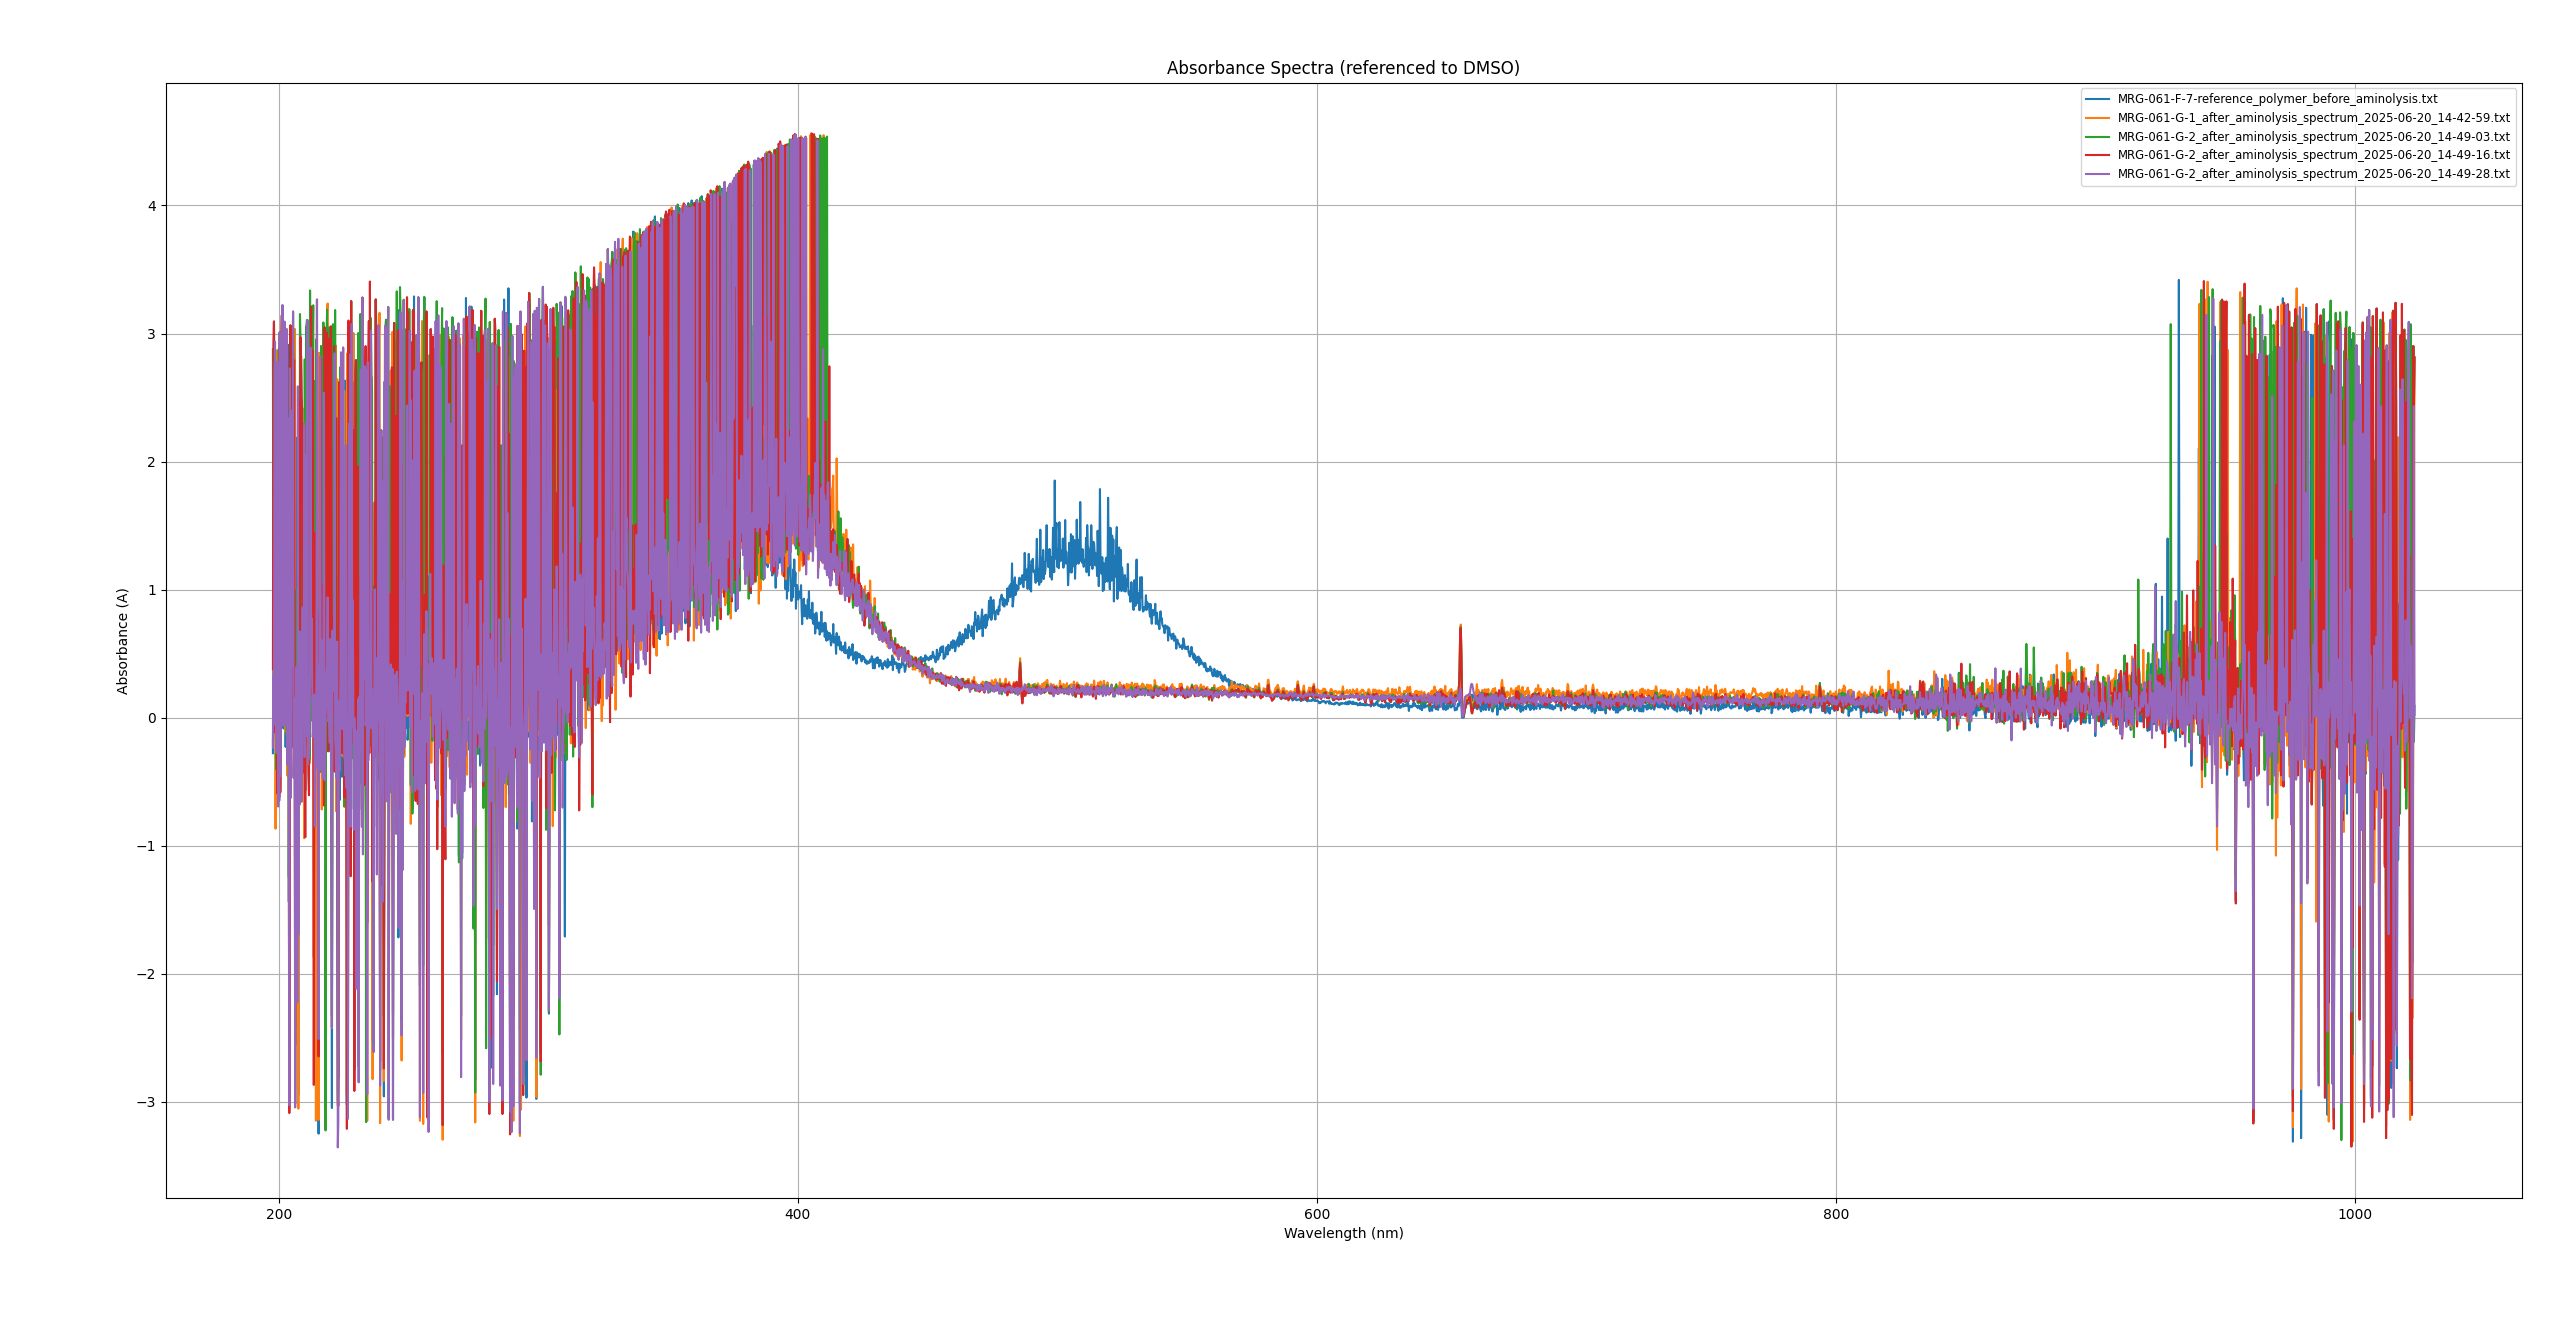 Absorbance Spectra (referenced to DMSO)
MRG-061-F-7-reference_polymer_before_aminolysis.txt
MRG-061-G-1_after_aminolysis_spectrum_2025-06-20_14-42-59.txt
MRG-061-G-2_after_aminolysis_spectrum_2025-06-20_14-49-03.txt
MRG-061-G-2_after_aminolysis_spectrum_2025-06-20_14-49-16.txt
MRG-061-G-2_after_aminolysis_spectrum_2025-06-20_14-49-28.txt
Absorbance (A)
4
3
2
1
0
−1
−2
−3
200 400 600 800 1000
Wavelength (nm)